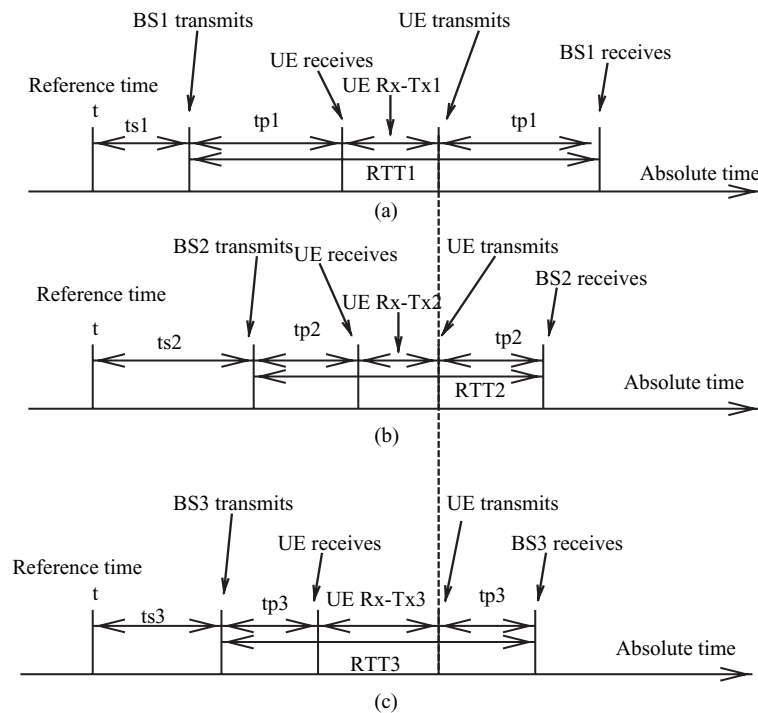 BS1 transmits
UE transmits
UE receives
UE Rx-Tx1
BS1 receives
Reference time
t
ts1
tp1
tp1
RTT1
Absolute time
(a)
BS2 transmits
UE receives
UE transmits
BS2 receives
Reference time
UE Rx-Tx2
t
ts2
tp2
tp2
RTT2
Absolute time
(b)
BS3 transmits
UE transmits
UE receives
BS3 receives
Reference time
t
ts3
tp3
UE Rx-Tx3
tp3
RTT3
Absolute time
(c)